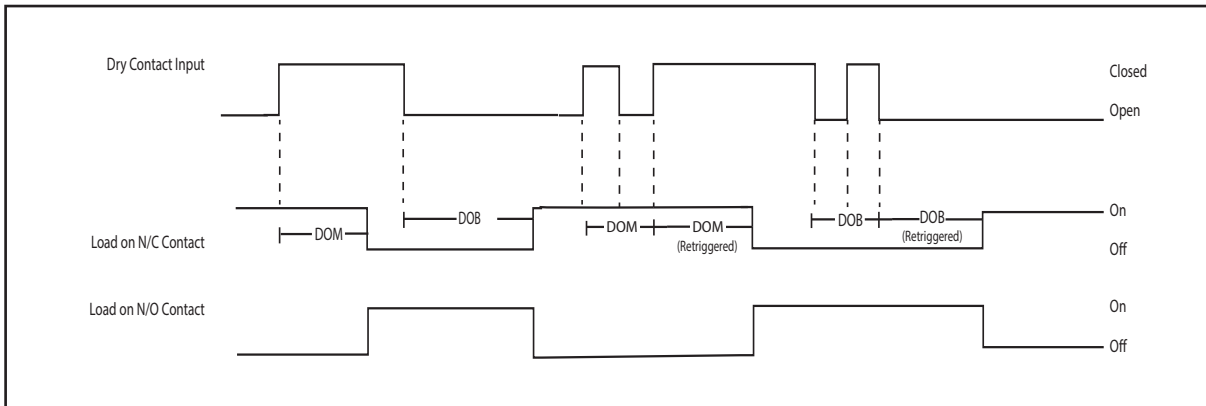 Dry Contact Input
Closed
Open
DOM
DOB
DOM
DOM
(Retriggered)
DOB
DOB
(Retriggered)
On
Load on N/C Contact
Off
Load on N/O Contact
On
Off